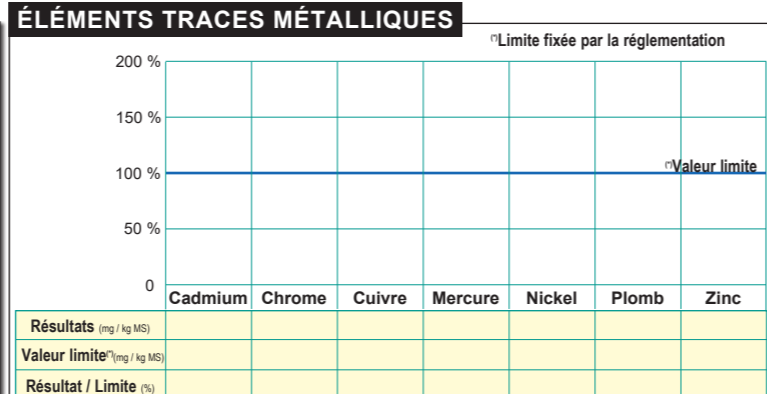 ÉLÉMENTS TRACES MÉTALLIQUES
(*)Limite fixée par la réglementation
200 %
150 %
(*)Valeur limite
100 %
50 %
0
Cadmium Chrome Cuivre Mercure Nickel Plomb Zinc
Résultats (mg / kg MS)
Valeur limite(*)(mg / kg MS)
Résultat / Limite (%)